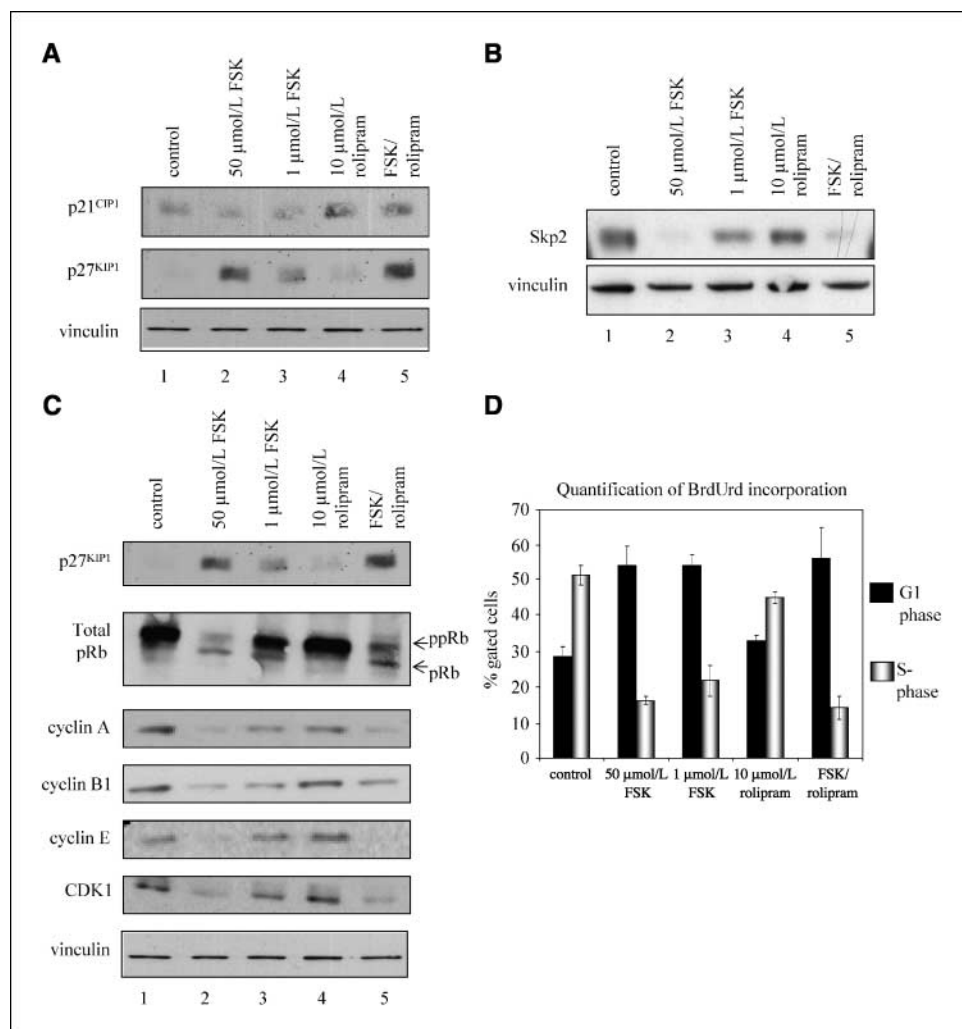 A
control
50 µmol/L FSK
1 µmol/L FSK
10 µmol/L
rolipram
FSK/
rolipram
p21CIP1
p27KIP1
vinculin
1 2 3 4 5
B
control
50 µmol/L FSK
1 µmol/L FSK
10 µmol/L
rolipram
FSK/
rolipram
Skp2
vinculin
1 2 3 4 5
C
control
50 µmol/L FSK
1 µmol/L FSK
10 µmol/L
rolipram
FSK/
rolipram
p27KIP1
Total
pRb
ppRb
pRb
cyclin A
cyclin B1
cyclin E
CDK1
vinculin
1 2 3 4 5
D
Quantification of BrdUrd incorporation
% gated cells
70
60
50
40
30
20
10
0
control
50 µmol/L
FSK
1 µmol/L
FSK
10 µmol/L
rolipram
FSK/
rolipram
G1
phase
S-
phase